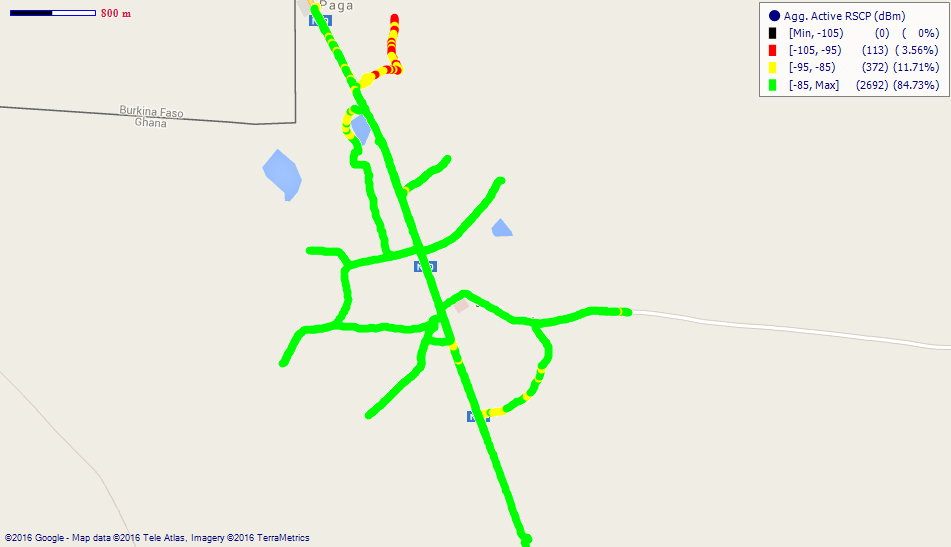 800 m
Paga
Agg. Active RSCP (dBm)
[Min, -105) (0) ( 0%)
[-105, -95) (113) ( 3.56%)
[-95, -85) (372) (11.71%)
[-85, Max] (2692) (84.73%)
Burkina Faso
Ghana
©2016 Google - Map data ©2016 Tele Atlas, Imagery ©2016 TerraMetrics